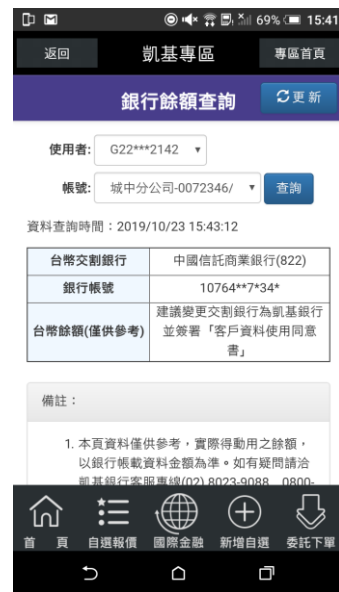 69% 15:41
返回 凱基專區 專區首頁
銀行餘額查詢 更新
使用者: G22***2142
帳號: 城中分公司-0072346/ 查詢
資料查詢時間：2019/10/23 15:43:12
台幣交割銀行 中國信託商業銀行(822)
銀行帳號 10764**7*34*
台幣餘額(僅供參考) 建議變更交割銀行為凱基銀行
並簽署「客戶資料使用同意
書」
備註：
1. 本頁資料僅供參考，實際得動用之餘額，
以銀行帳載資料金額為準。如有疑問請洽
凱基銀行客服專線(02) 8023-9088、0800-
首頁 自選報價 國際金融 新增自選 委託下單